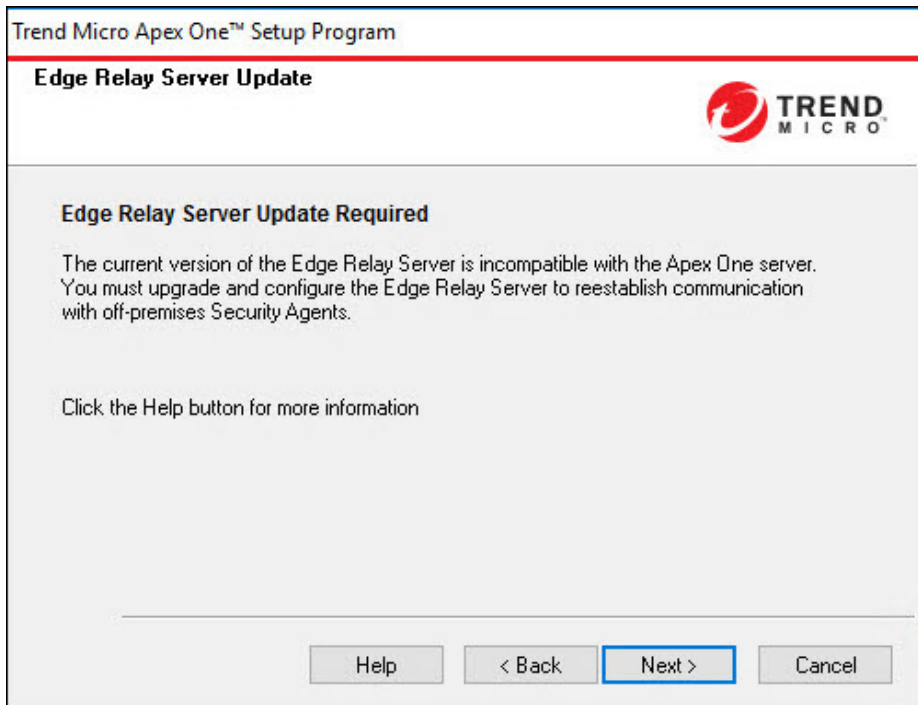 Trend Micro Apex One™ Setup Program
Edge Relay Server Update
TREND
MICRO
Edge Relay Server Update Required
The current version of the Edge Relay Server is incompatible with the Apex One server.
You must upgrade and configure the Edge Relay Server to reestablish communication
with off-premises Security Agents.
Click the Help button for more information
Help
< Back
Next >
Cancel